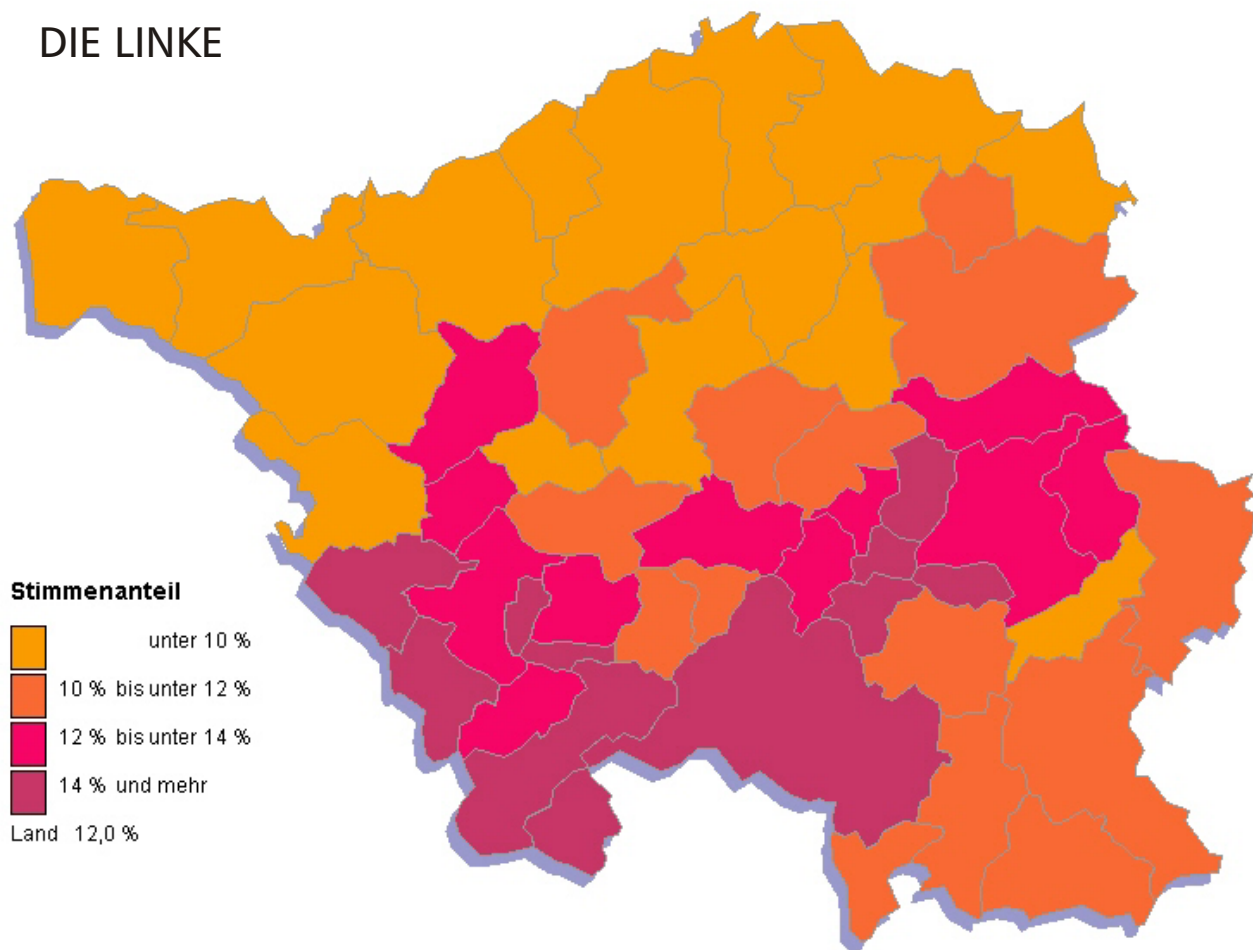 DIE LINKE
Stimmenanteil
unter 10 %
10 % bis unter 12 %
12 % bis unter 14 %
14 % und mehr
Land 12,0 %